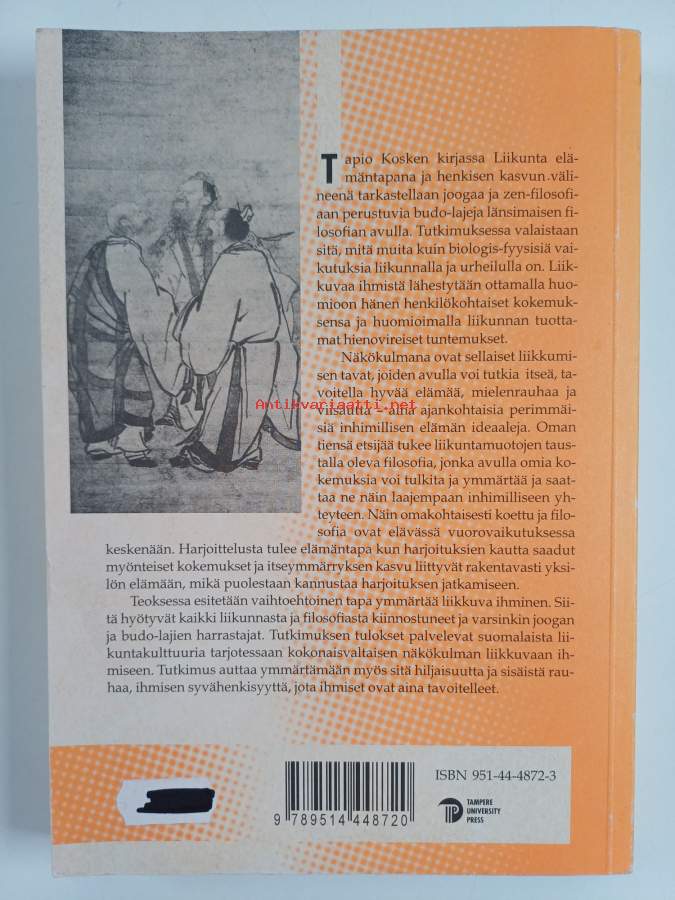 Tapio Kosken kirjassa Liikunta elä-
mäntapana ja henkisen kasvun väli-
neenä tarkastellaan joogaa ja zen-filosofi-
aan perustuvia budo-lajeja länsimaisen fi-
losofian avulla. Tutkimuksessa valaistaan
sitä, mitä muita kuin biologis-fyysisiä vai-
kutuksia liikunnalla ja urheilulla on. Liik-
kuvaa ihmistä lähestytään ottamalla huo-
mioon hänen henkilökohtaiset kokemuk-
sensa ja huomioimalla liikunnan tuotta-
mat hienovireiset tuntemukset.
Näkökulmana ovat sellaiset liikkumi-
sen tavat, joiden avulla voi tutkia itseä, ta-
voitella hyvää elämää, mielenrauhaa ja
Antikvariaatti.net
viisautta – aina ajankohtaisia perimmäi-
siä inhimillisen elämän ideaaleja. Oman
tiensä etsijää tukee liikuntamuotojen taus-
talla oleva filosofia, jonka avulla omia ko-
kemuksia voi tulkita ja ymmärtää ja saat-
taa ne näin laajempaan inhimilliseen yh-
teyteen. Näin omakohtaisesti koettu ja filo-
sofia ovat elävässä vuorovaikutuksessa
keskenään. Harjoittelusta tulee elämäntapa kun harjoituksien kautta saadut
myönteiset kokemukset ja itseymmärryksen kasvu liittyvät rakentavasti yksi-
lön elämään, mikä puolestaan kannustaa harjoituksen jatkamiseen.
Teoksessa esitetään vaihtoehtoinen tapa ymmärtää liikkuva ihminen. Sii-
tä hyötyvät kaikki liikunnasta ja filosofiasta kiinnostuneet ja varsinkin joogan
ja budo-lajien harrastajat. Tutkimuksen tulokset palvelevat suomalaista lii-
kuntakulttuuria tarjotessaan kokonaisvaltaisen näkökulman liikkuvaan ih-
miseen. Tutkimus auttaa ymmärtämään myös sitä hiljaisuutta ja sisäistä rau-
haa, ihmisen syvähenkisyyttä, jota ihmiset ovat aina tavoitelleet.
ISBN 951-44-4872-3
TAMPERE
UNIVERSITY
PRESS
9 789514 448720